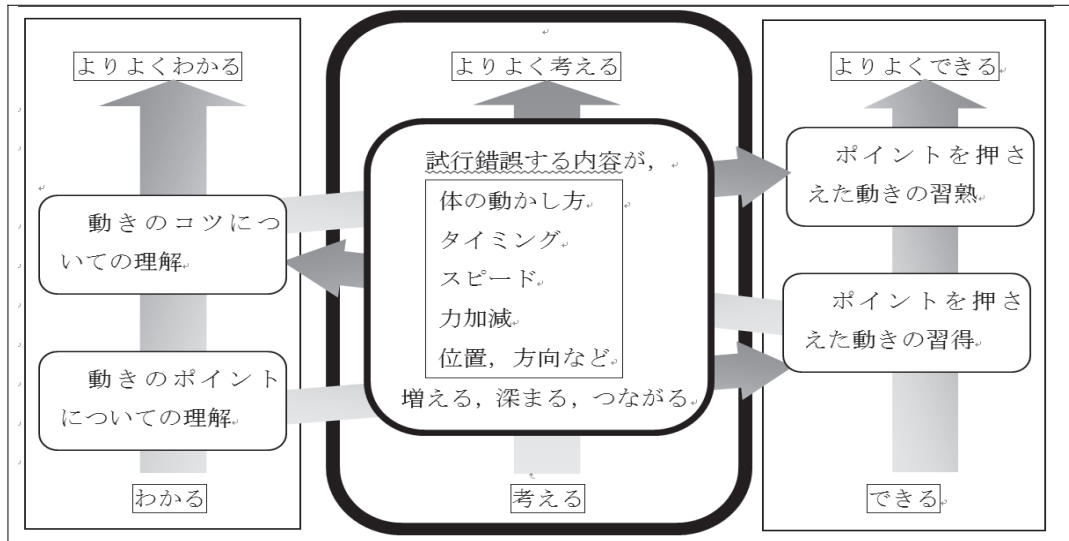 よりよくわかる
動きのコツにつ
いての理解
動きのポイント
についての理解
わかる
よりよく考える
試行錯誤する内容が，
体の動かし方
タイミング
スピード
力加減
位置，方向など
増える，深まる，つながる
考える
よりよくできる
ポイントを押さ
えた動きの習熟
ポイントを押さ
えた動きの習得
できる